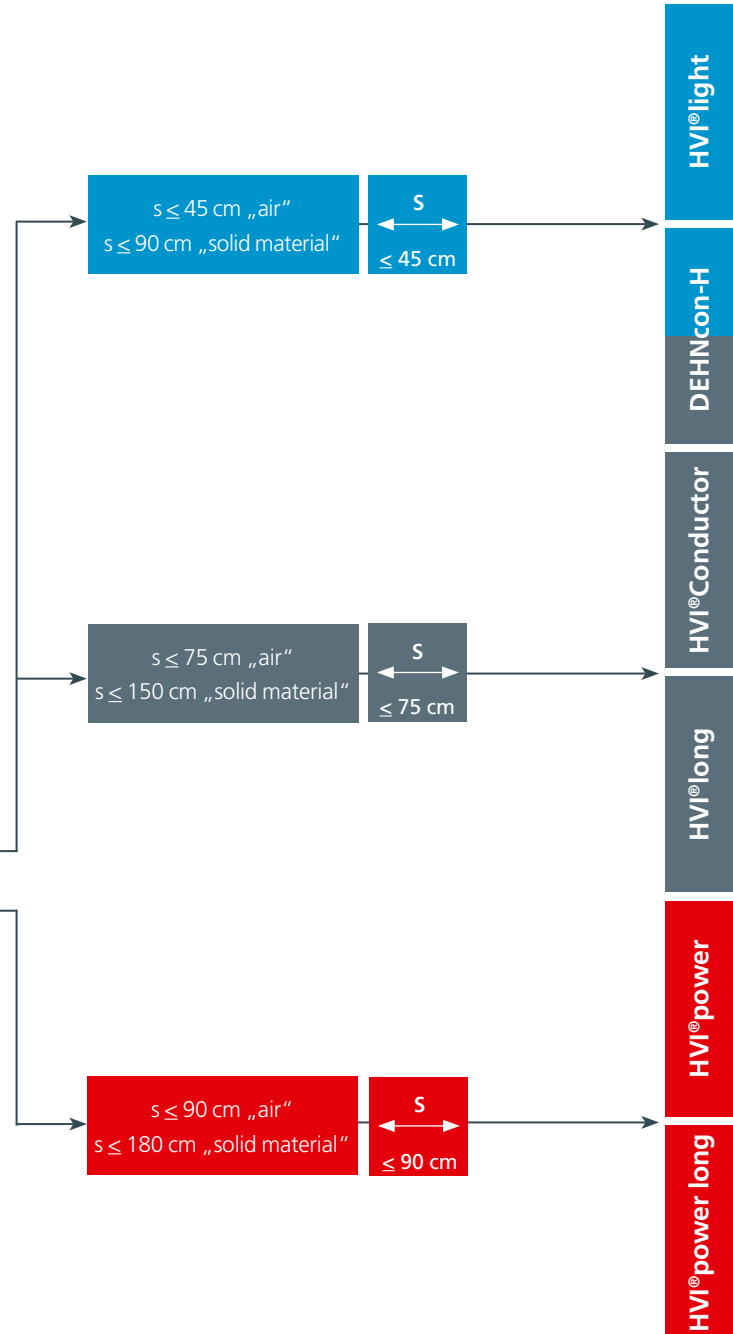 HVI®light
s ≤ 45 cm „air“
s ≤ 90 cm „solid material“
s
≤ 45 cm
DEHNcon-H
HVI®Conductor
s ≤ 75 cm „air“
s ≤ 150 cm „solid material“
s
≤ 75 cm
HVI®long
HVI®power
s ≤ 90 cm „air“
s ≤ 180 cm „solid material“
s
≤ 90 cm
HVI®power long